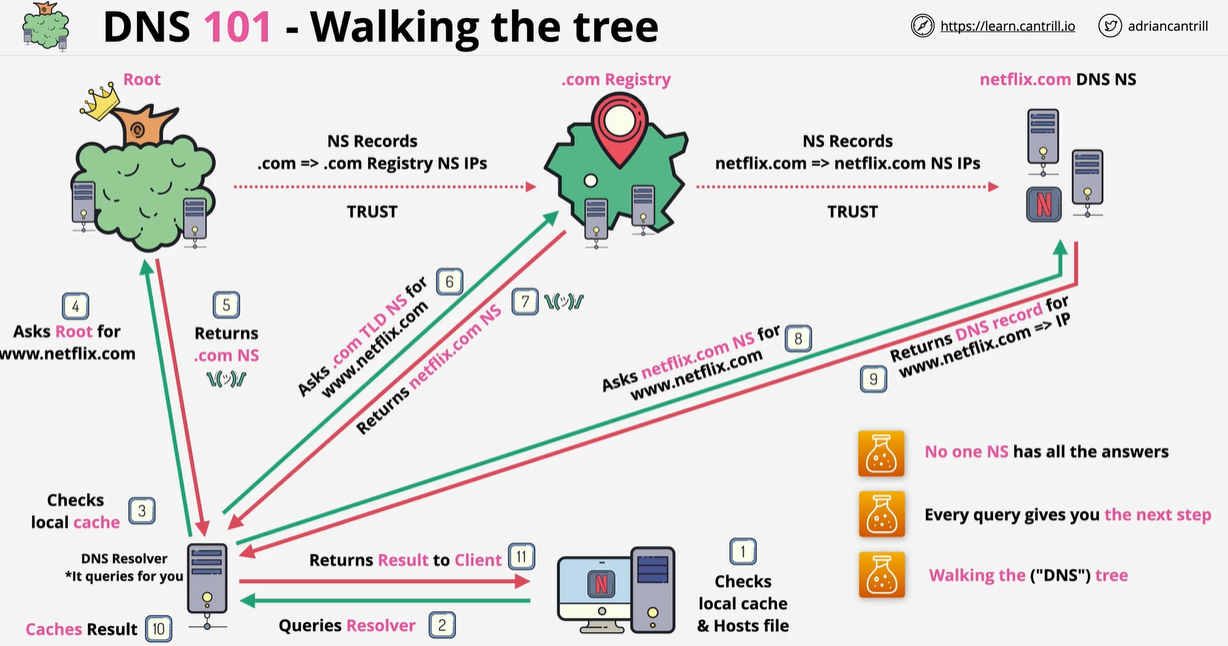 DNS 101 - Walking the tree
https://learn.cantrill.io
adriancantrill
Root
.com Registry
netflix.com DNS NS
NS Records
.com => .com Registry NS IPs
TRUST
NS Records
netflix.com => netflix.com NS IPs
TRUST
N
4
Asks Root for
www.netflix.com
5
Returns
.com NS
\(ツ)/
6
Asks .com TLD NS for
www.netflix.com
7
\(ツ)/
Returns netflix.com NS
8
Asks netflix.com NS for
www.netflix.com
9
Returns DNS record for
www.netflix.com => IP
No one NS has all the answers
Every query gives you the next step
Walking the ("DNS") tree
Checks
local cache
3
DNS Resolver
*It queries for you
Caches Result
10
Returns Result to Client
11
Queries Resolver
2
N
1
Checks
local cache
& Hosts file